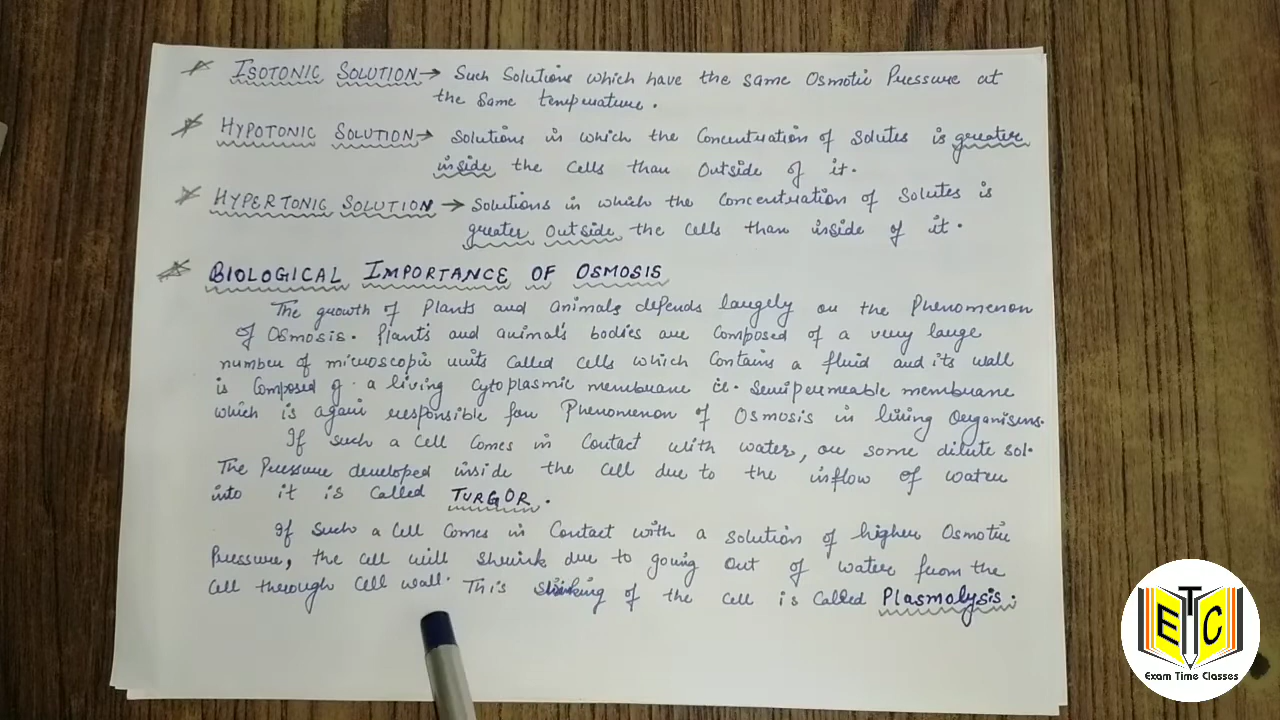 ISOTONIC SOLUTION → Such Solutions which have the same Osmotic Pressure at
the same temperature.
HYPOTONIC SOLUTION → Solutions in which the Concentration of Solutes is greater
inside the cells than outside of it.
HYPERTONIC SOLUTION → Solutions in which the Concentration of Solutes is
greater outside the cells than inside of it.
BIOLOGICAL IMPORTANCE OF OSMOSIS
The growth of Plants and animals depends largely on the Phenomenon
of Osmosis. Plants and animal's bodies are Composed of a very large
number of microscopic units Called Cells which Contains a fluid and its wall
is Composed of a living Cytoplasmic membrane i.e. Semipermeable membrane
which is again responsible for Phenomenon of Osmosis in living Organisms.
If such a Cell Comes in Contact with water, or some dilute sol.
The Pressure developed inside the cell due to the inflow of water
into it is called TURGOR.
If Such a Cell Comes in Contact with a solution of higher Osmotic
Pressure, the cell will Shrink due to going out of water from the
Cell through Cell wall. This shinking of the cell is Called Plasmolysis.
ETC
Exam Time Classes